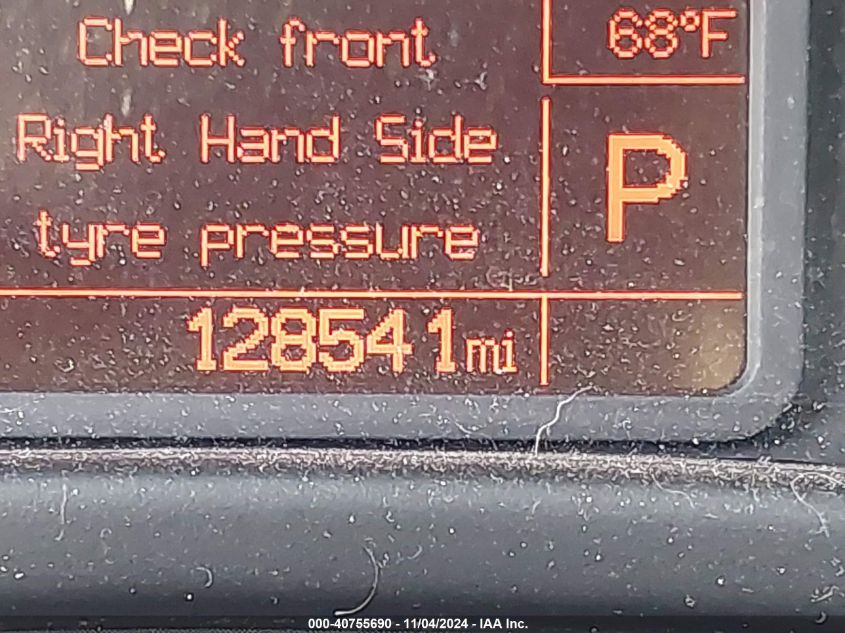 Check front
68°F
Right Hand Side
P
tyre pressure
128541mi
000-40755690 - 11/04/2024 - IAA Inc.